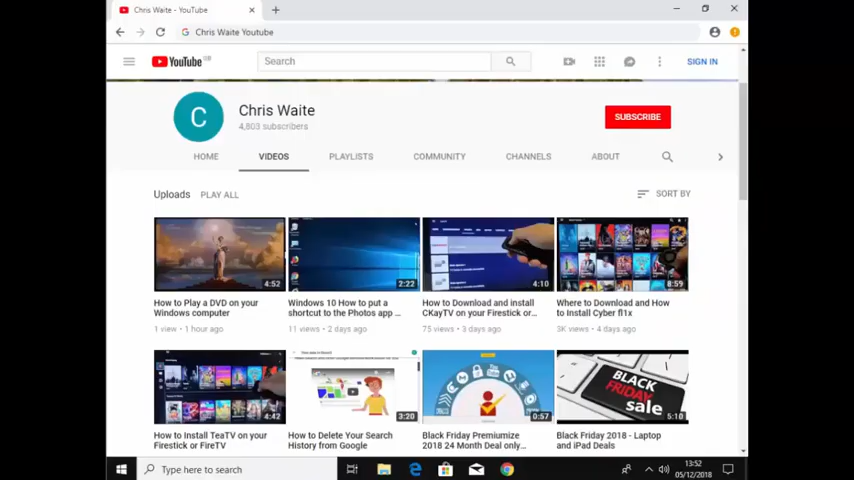 Chris Waite - YouTube
Chris Waite Youtube
YouTube GB
Search
SIGN IN
C
Chris Waite
4,803 subscribers
SUBSCRIBE
HOME
VIDEOS
PLAYLISTS
COMMUNITY
CHANNELS
ABOUT
Uploads
PLAY ALL
SORT BY
4:52
2:22
4:10
8:59
How to Play a DVD on your
Windows computer
1 view • 1 hour ago
Windows 10 How to put a
shortcut to the Photos app ...
11 views • 2 days ago
How to Download and install
CKayTV on your Firestick or...
75 views • 3 days ago
Where to Download and How
to Install Cyber fl1x
3K views • 4 days ago
4:42
3:20
0:57
BLACK
FRIDAY
sale
5:10
How to Install TeaTV on your
Firestick or FireTV
How to Delete Your Search
History from Google
Black Friday Premiumize
2018 24 Month Deal only...
Black Friday 2018 - Laptop
and iPad Deals
Type here to search
13:52
05/12/2018